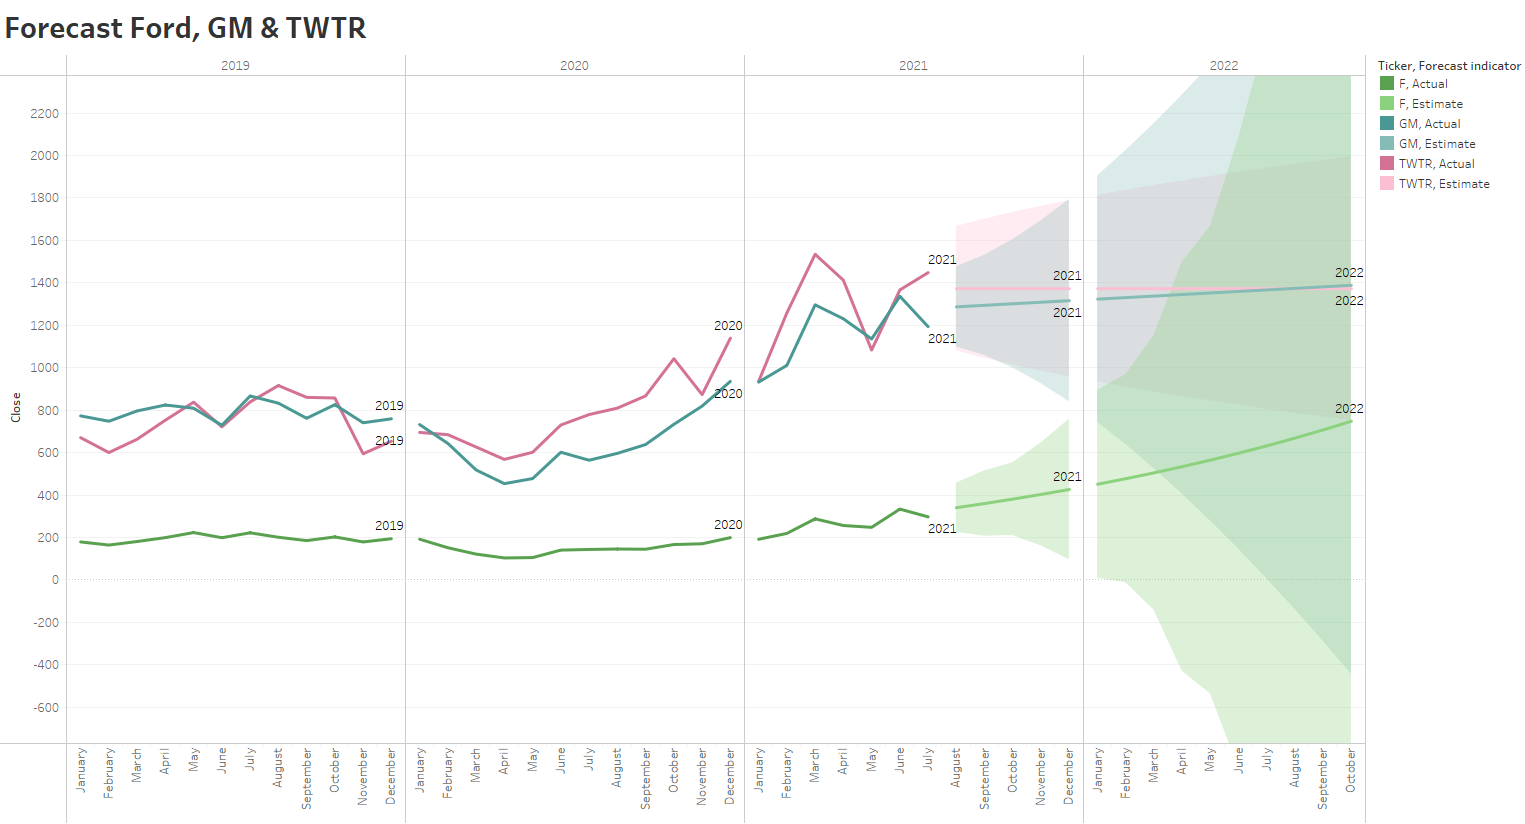 Forecast Ford, GM & TWTR
2019 2020 2021 2022
Ticker, Forecast indicator
F, Actual
F, Estimate
GM, Actual
GM, Estimate
TWTR, Actual
TWTR, Estimate
Close
2200
2000
1800
1600
1400
1200
1000
800
600
400
200
0
-200
-400
-600
2019
2019
2019
2020
2020
2020
2021
2021
2021
2021
2021
2021
2022
2022
2022
January February March April May June July August September October November December
January February March April May June July August September October November December
January February March April May June July August September October November December
January February March April May June July August September October